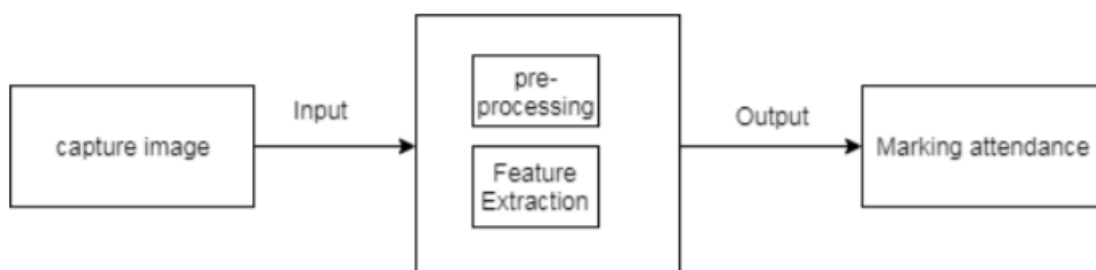 capture image
Input
pre-
processing
Feature
Extraction
Output
Marking attendance